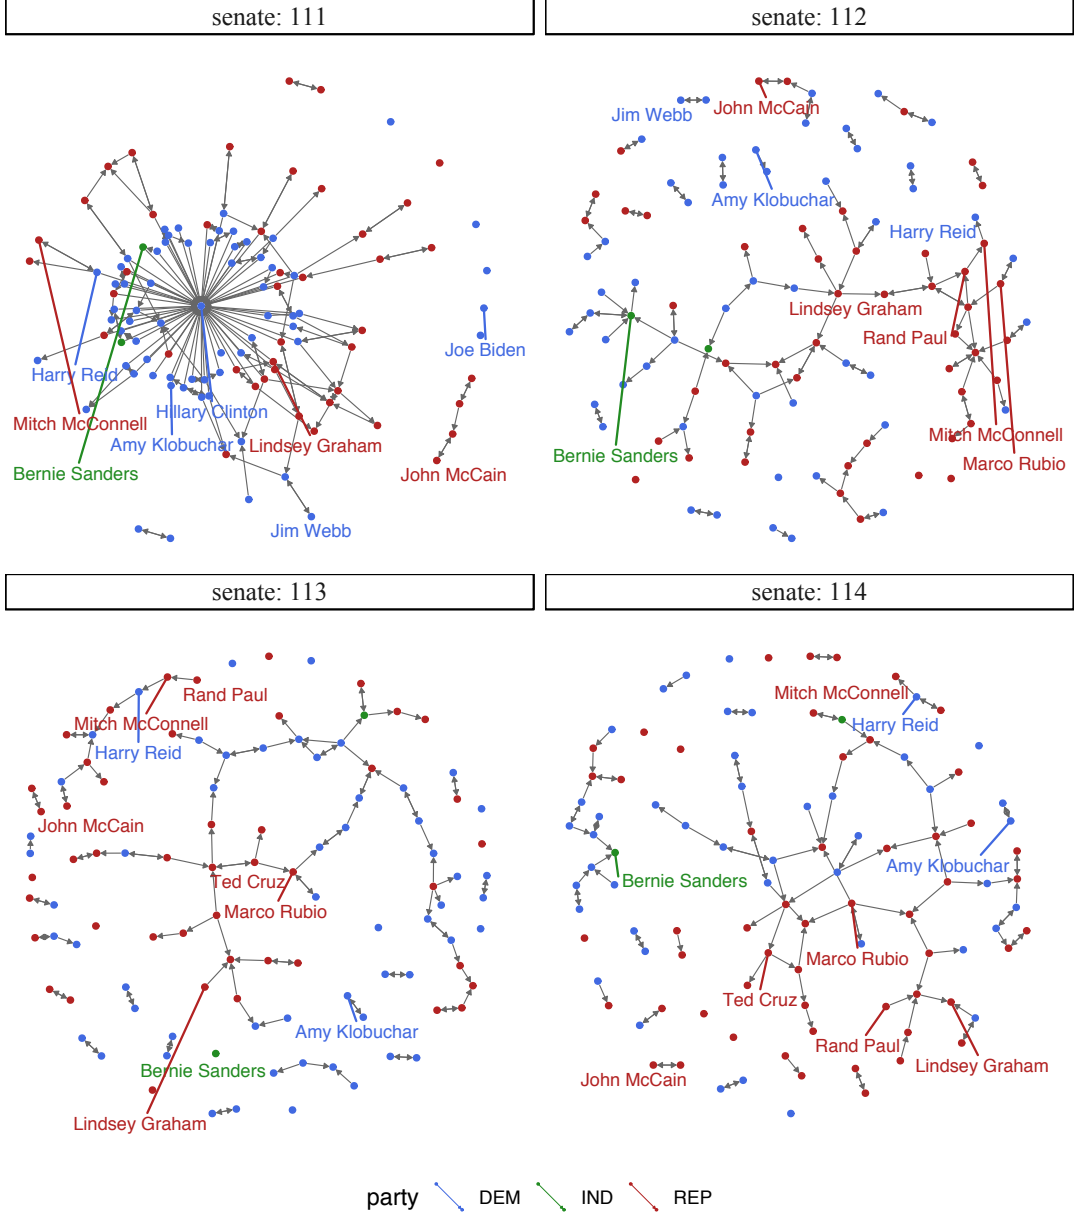 senate: 111
senate: 112
Jim Webb
John McCain
Amy Klobuchar
Harry Reid
Lindsey Graham
Rand Paul
Joe Biden
Harry Reid
Hillary Clinton
Mitch McConnell
Amy Klobuchar
Lindsey Graham
Bernie Sanders
John McCain
Jim Webb
Mitch McConnell
Bernie Sanders
Marco Rubio
senate: 113
senate: 114
Rand Paul
Mitch McConnell
Harry Reid
John McCain
Ted Cruz
Marco Rubio
Amy Klobuchar
Bernie Sanders
Lindsey Graham
Mitch McConnell
Harry Reid
Amy Klobuchar
Bernie Sanders
Marco Rubio
Ted Cruz
Rand Paul
Lindsey Graham
John McCain
party DEM IND REP